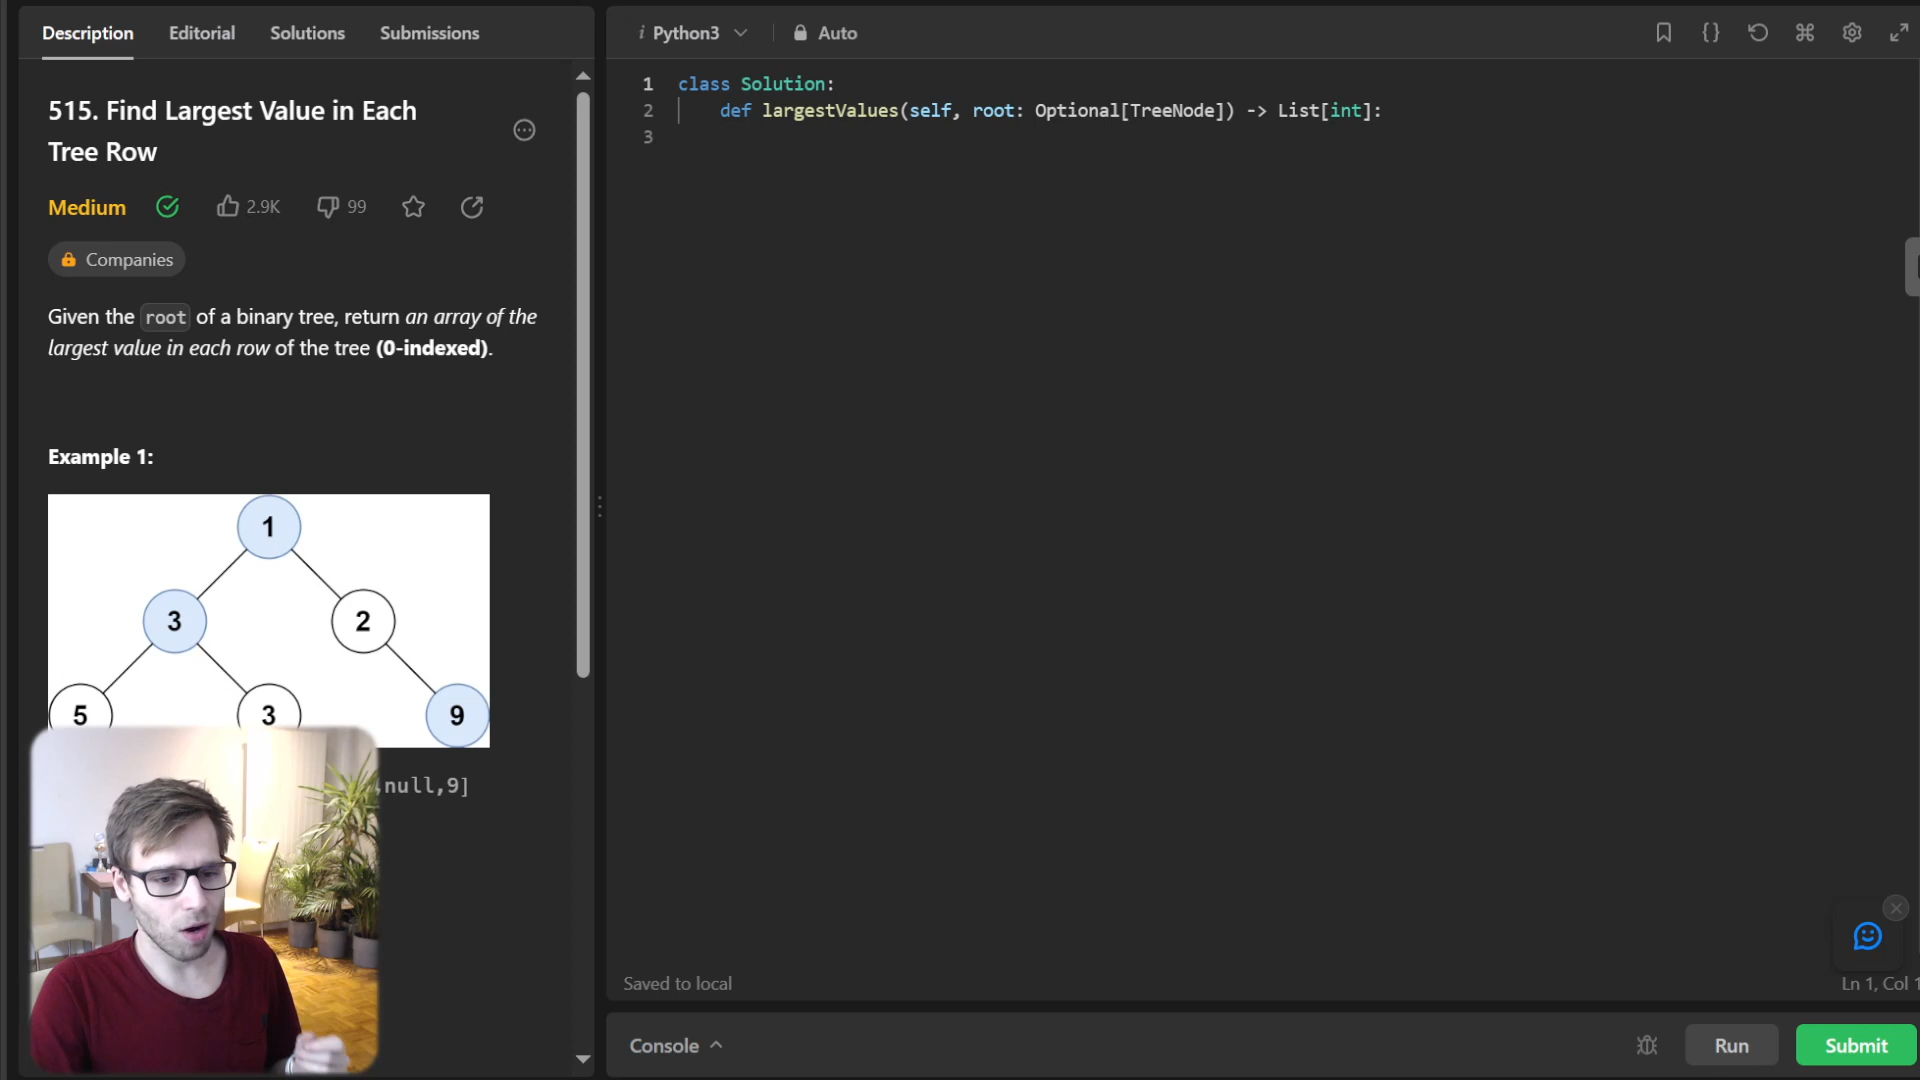 Description Editorial Solutions Submissions
515. Find Largest Value in Each
Tree Row
Medium 2.9K 99
Companies
Given the root of a binary tree, return an array of the
largest value in each row of the tree (0-indexed).
Example 1:
1
3 2
5 3 9
,null,9]
i Python3 Auto
1 class Solution:
2 def largestValues(self, root: Optional[TreeNode]) -> List[int]:
3
Saved to local
Ln 1, Col 1
Console
Run
Submit